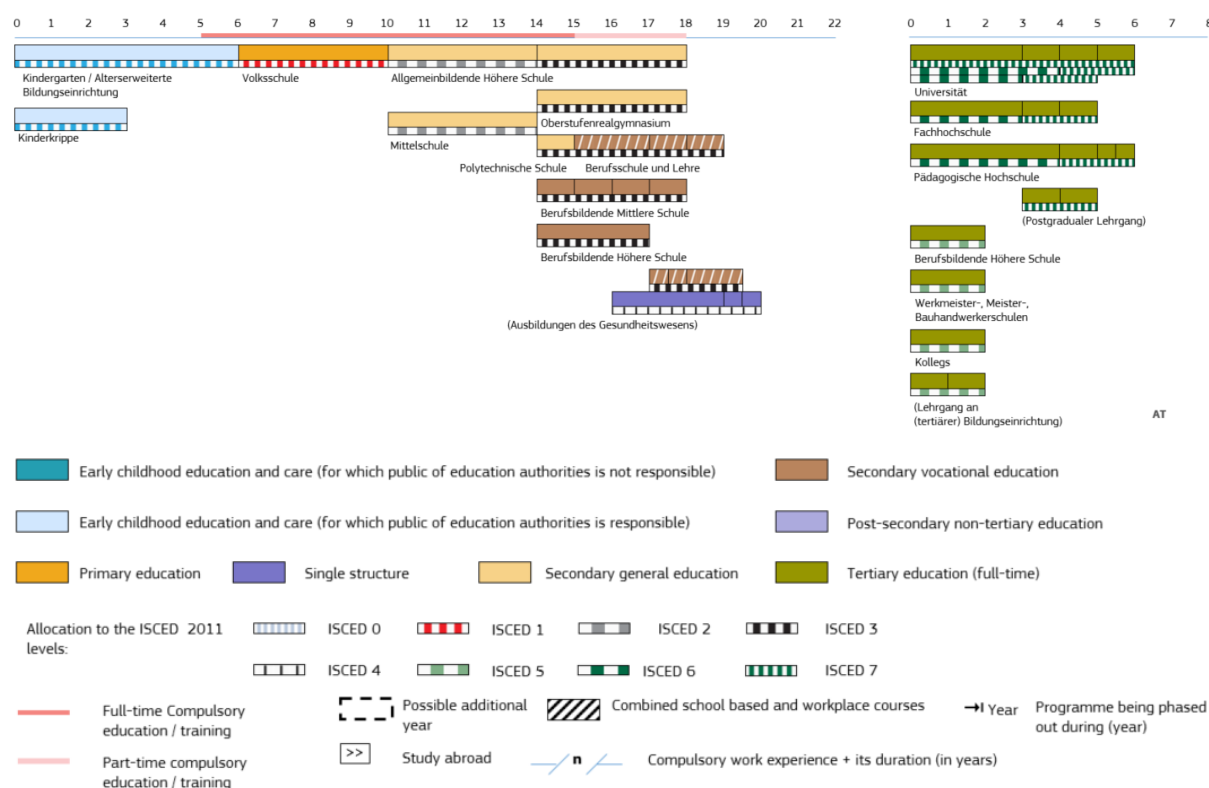 0 1 2 3 4 5 6 7 8 9 10 11 12 13 14 15 16 17 18 19 20 21 22
0 1 2 3 4 5 6 7 8
Kindergarten / Alterserweiterte
Bildungseinrichtung
Volksschule
Allgemeinbildende Höhere Schule
Kinderkrippe
Oberstufenrealgymnasium
Mittelschule
Polytechnische Schule
Berufsschule und Lehre
Berufsbildende Mittlere Schule
Berufsbildende Höhere Schule
(Ausbildungen des Gesundheitswesens)
Universität
Fachhochschule
Pädagogische Hochschule
(Postgradualer Lehrgang)
Berufsbildende Höhere Schule
Werkmeister-, Meister-,
Bauhandwerkerschulen
Kollegs
(Lehrgang an
(tertiärer) Bildungseinrichtung)
AT
Early childhood education and care (for which public of education authorities is not responsible)
Secondary vocational education
Early childhood education and care (for which public of education authorities is responsible)
Post-secondary non-tertiary education
Primary education
Single structure
Secondary general education
Tertiary education (full-time)
Allocation to the ISCED 2011
levels:
ISCED 0
ISCED 1
ISCED 2
ISCED 3
ISCED 4
ISCED 5
ISCED 6
ISCED 7
Full-time Compulsory
education / training
Possible additional
year
Combined school based and workplace courses
Year
Programme being phased
out during (year)
Part-time compulsory
education / training
>>
Study abroad
n
Compulsory work experience + its duration (in years)